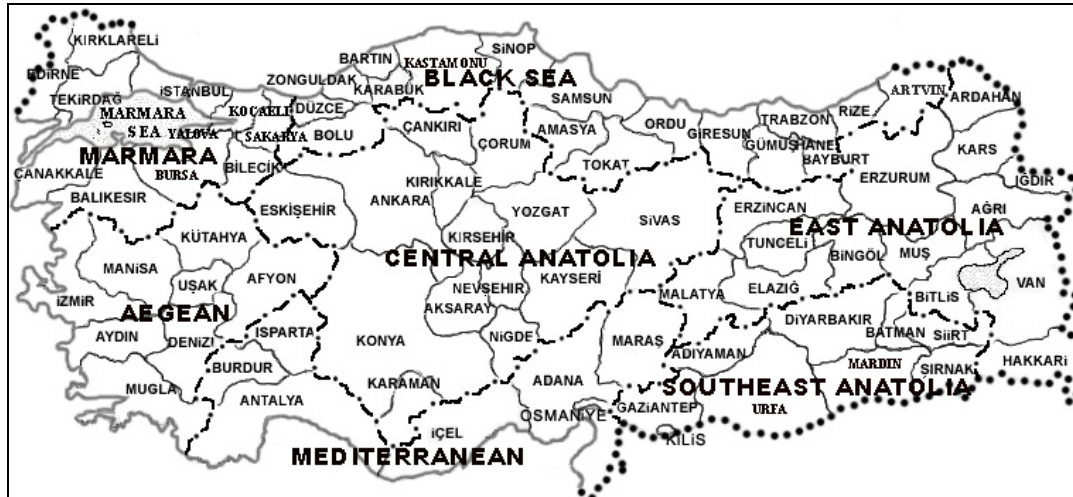 KIRKLARELİ
EDİRNE
TEKİRDAĞ
İSTANBUL
MARMARA
SEA
YALOVA
KOCAELİ
SAKARYA
MARMARA
BURSA
ÇANAKKALE
BALIKESIR
BİLECİK
DÜZCE
BOLU
ZONGULDAK
BARTIN
KARABÜK
KASTAMONU
SİNOP
BLACK SEA
SAMSUN
ÇANKIRI
ÇORUM
AMASYA
TOKAT
ORDU
GİRESUN
TRABZON
GÜMÜŞHANE
BAYBURT
RİZE
ARTVIN
ARDAHAN
KARS
IĞDIR
ERZURUM
AĞRI
EAST ANATOLIA
ERZİNCAN
TUNCELİ
BİNGÖL
MUŞ
ELAZIĞ
MALATYA
BİTLİS
VAN
HAKKARİ
ESKİŞEHİR
ANKARA
KIRIKKALE
KIRŞEHİR
YOZGAT
SİVAS
CENTRAL ANATOLIA
NEVŞEHIR
KAYSERİ
AKSARAY
NİGDE
KONYA
KARAMAN
KÜTAHYA
MANİSA
UŞAK
AFYON
İZMİR
AEGEAN
AYDIN
DENİZLİ
MUGLA
ISPARTA
BURDUR
ANTALYA
İÇEL
MEDITERRANEAN
ADANA
OSMANİYE
MARAŞ
ADIYAMAN
GAZİANTEP
KİLİS
URFA
SOUTHEAST ANATOLIA
DİYARBAKIR
BATMAN
SİİRT
MARDIN
SIRNAK